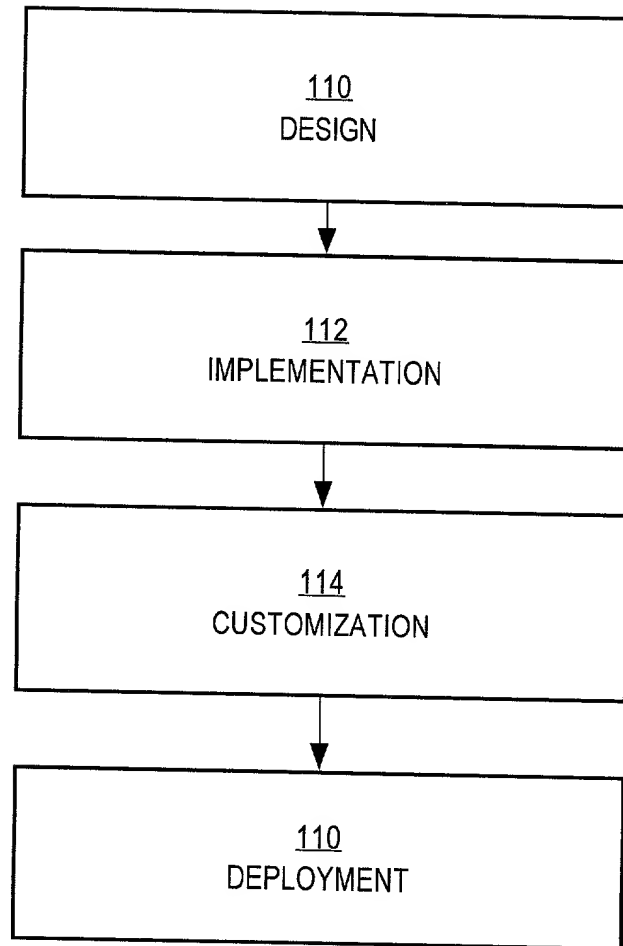 110
DESIGN
112
IMPLEMENTATION
114
CUSTOMIZATION
110
DEPLOYMENT